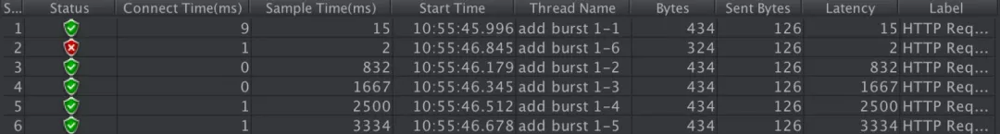 S... Status Connect Time(ms) Sample Time(ms) Start Time Thread Name Bytes Sent Bytes Latency Label
1 9 15 10:55:45.996 add burst 1-1 434 126 15 HTTP Req...
2 1 2 10:55:46.845 add burst 1-6 324 126 2 HTTP Req...
3 0 832 10:55:46.179 add burst 1-2 434 126 832 HTTP Req...
4 0 1667 10:55:46.345 add burst 1-3 434 126 1667 HTTP Req...
5 1 2500 10:55:46.512 add burst 1-4 434 126 2500 HTTP Req...
6 1 3334 10:55:46.678 add burst 1-5 434 126 3334 HTTP Req...